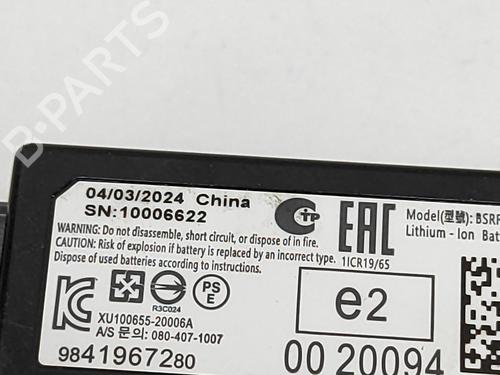 B-PARTS
04/03/2024 China
SN:10006622
WARNING: Do not disassemble, short circuit, or dispose of in fire.
CAUTION: Risk of explosion if battery is replaced by an incorrect type. 1ICR19/65
Dispose of used batteries according to instructions.
TP
EAC
Model(型號): BSRF
Lithium - Ion Bat
PS
E
R3C024
XU100655-20006A
A/S 문의: 080-407-1007
e2
9841967280
00 20094